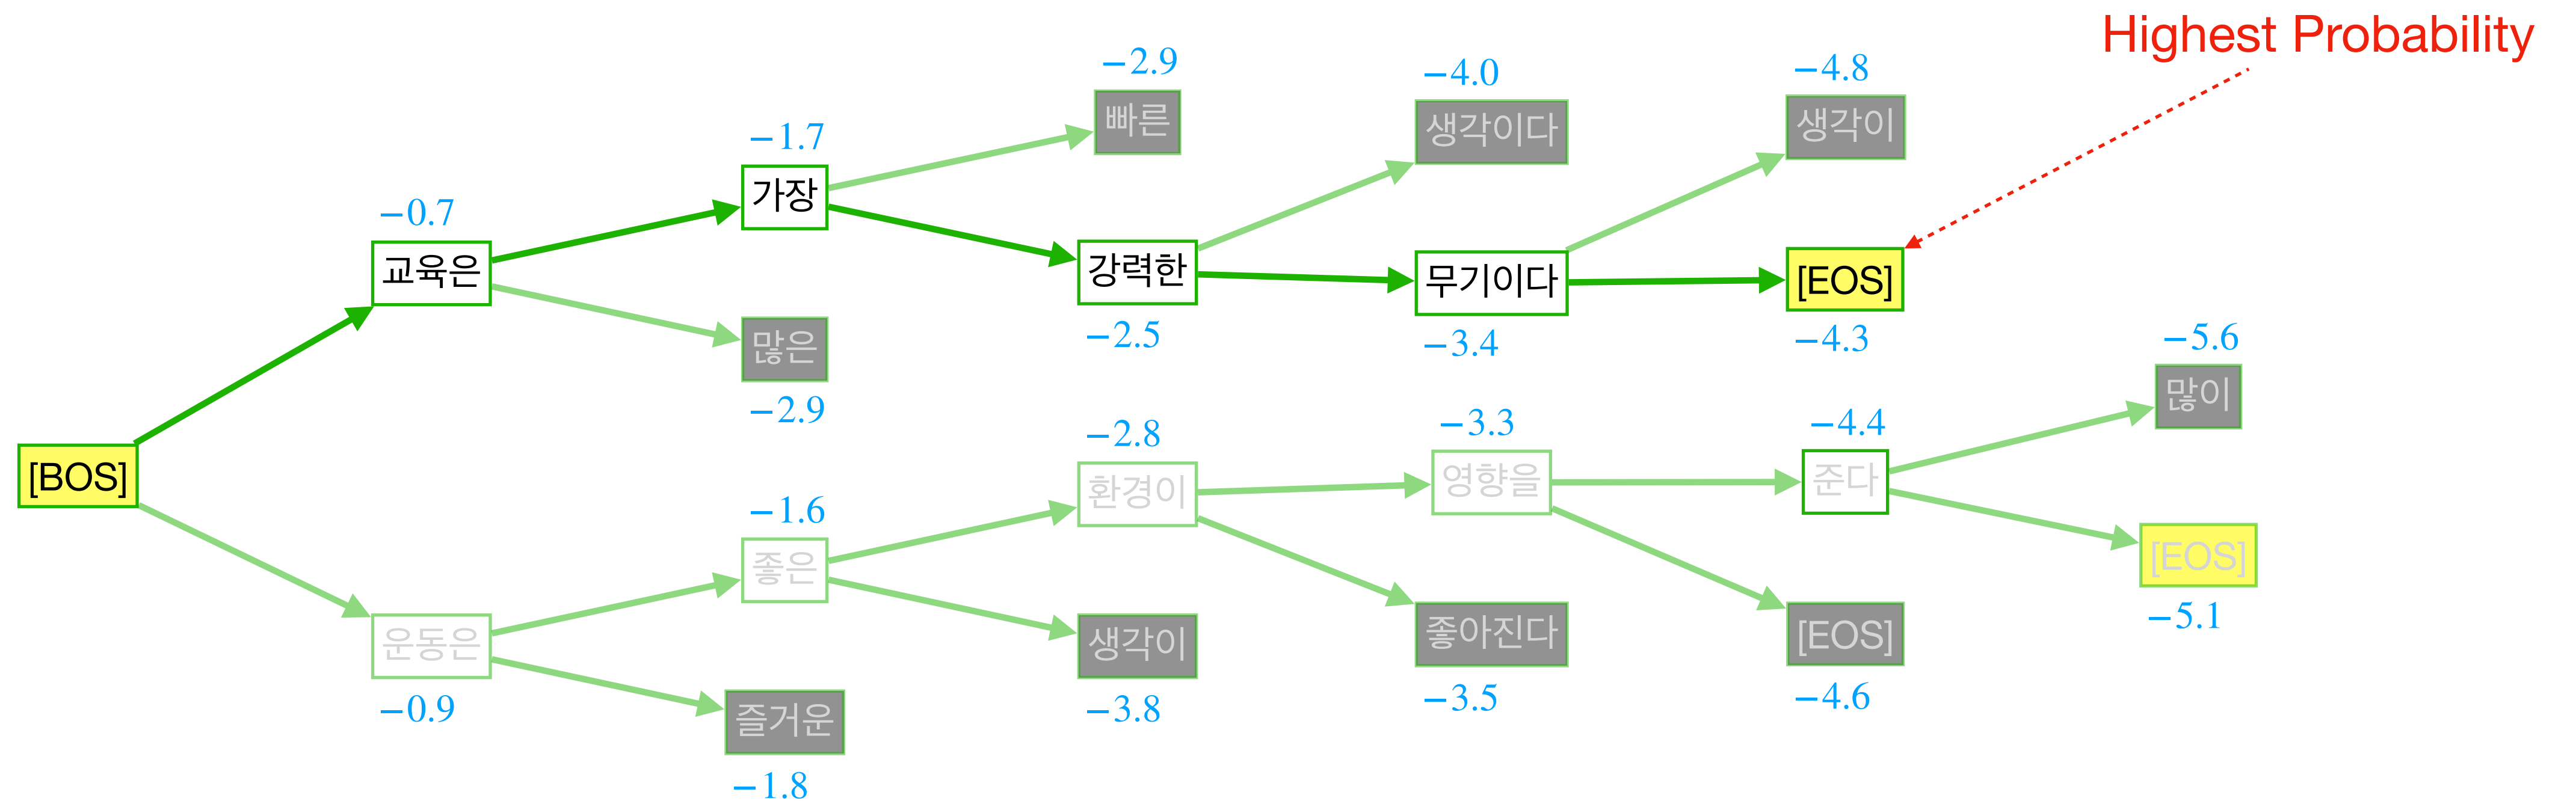 Highest Probability
−2.9
빠른
−4.0
생각이다
−4.8
생각이
−1.7
가장
−0.7
교육은
강력한
−2.5
무기이다
−3.4
[EOS]
−4.3
많은
−2.9
−5.6
많이
[BOS]
−2.8
환경이
−3.3
영향을
−4.4
준다
−1.6
좋은
[EOS]
−5.1
운동은
−0.9
생각이
−3.8
좋아진다
−3.5
[EOS]
−4.6
즐거운
−1.8